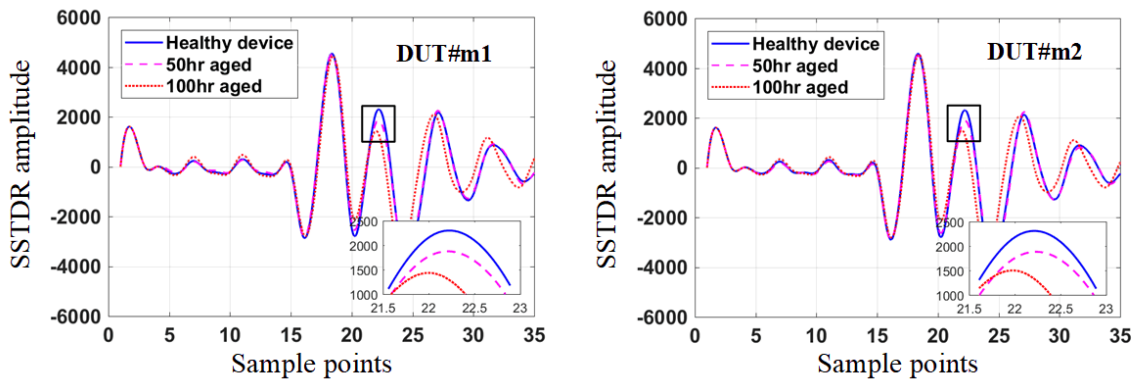 6000
4000
2000
0
-2000
-4000
-6000
SSTDR amplitude
Healthy device
50hr aged
100hr aged
DUT#m1
2500
2000
1500
1000
21.5 22 22.5 23
0 5 10 15 20 25 30 35
Sample points
6000
4000
2000
0
-2000
-4000
-6000
SSTDR amplitude
Healthy device
50hr aged
100hr aged
DUT#m2
2500
2000
1500
1000
21.5 22 22.5 23
0 5 10 15 20 25 30 35
Sample points